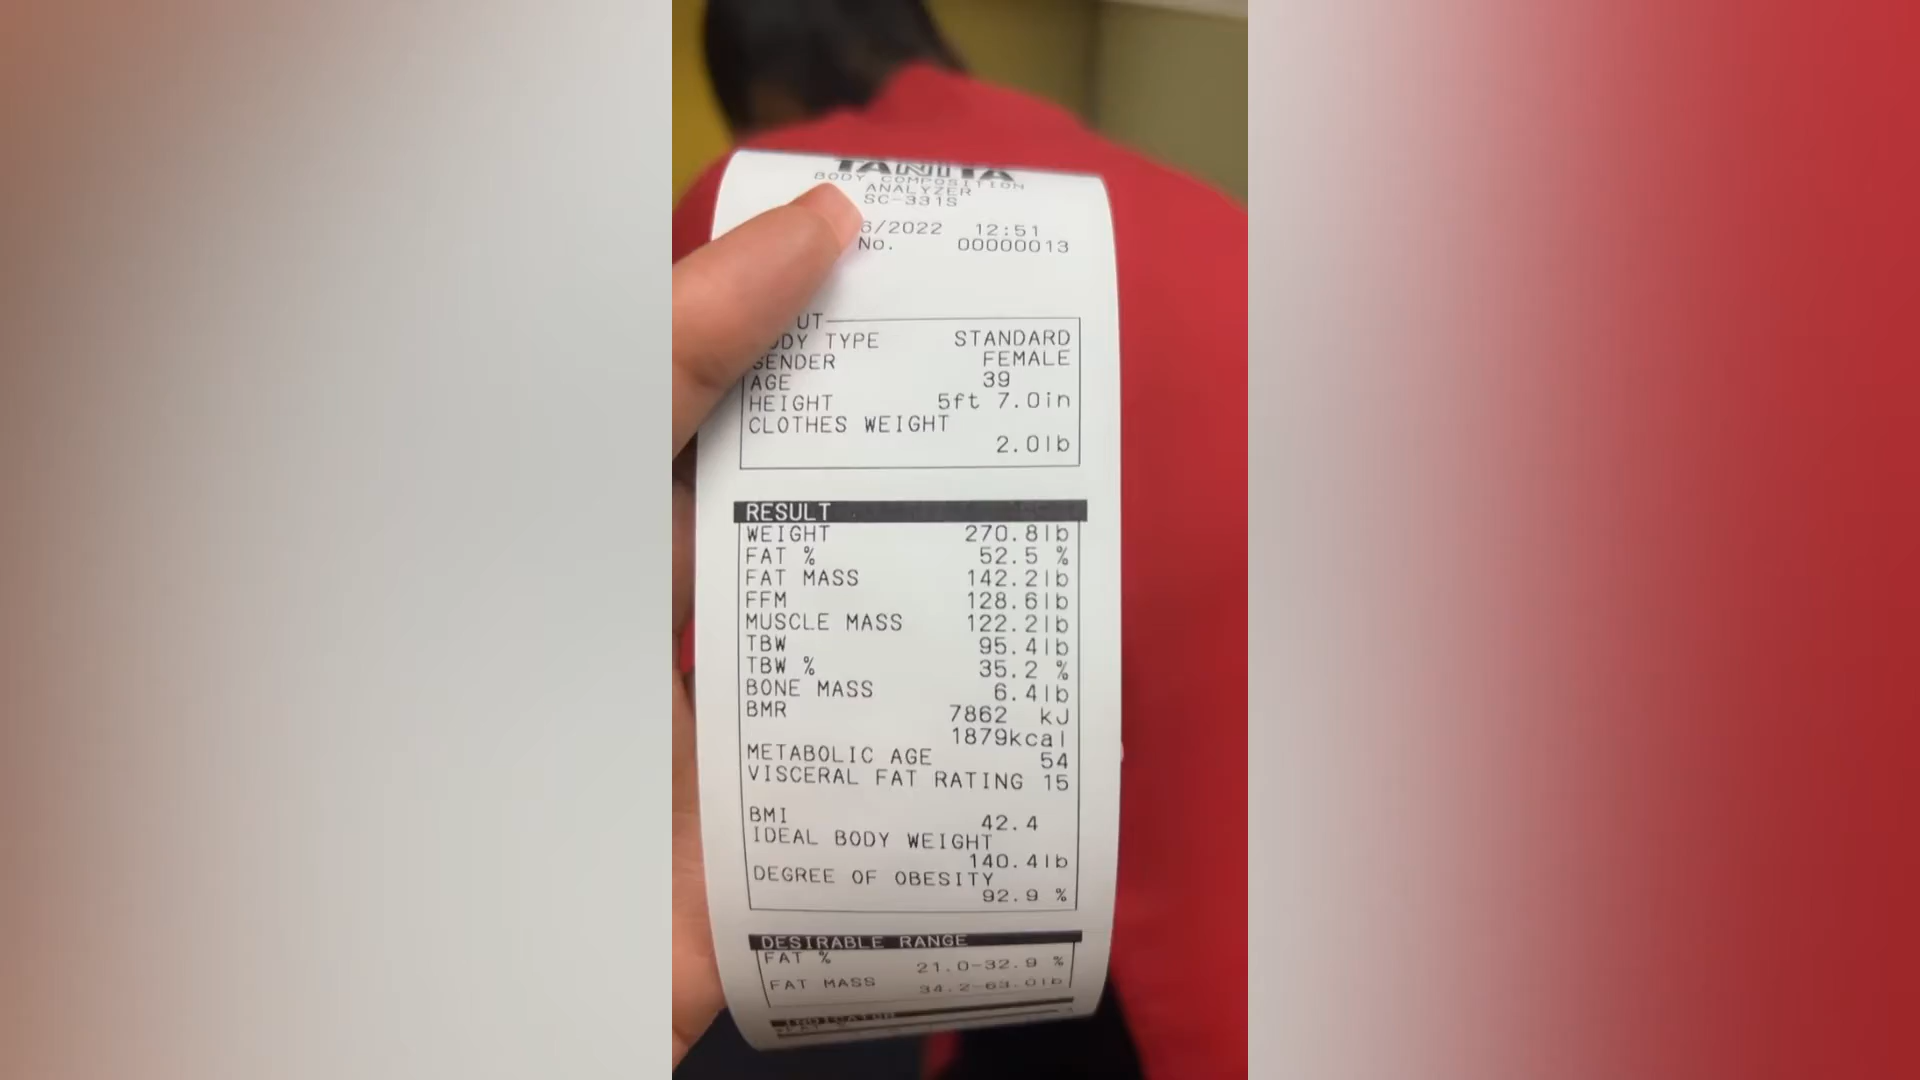 TANITA
BODY COMPOSITION
ANALYZER
SC-331S
6/2022 12:51
No. 00000013
UT
ODY TYPE STANDARD
GENDER FEMALE
AGE 39
HEIGHT 5ft 7.0in
CLOTHES WEIGHT
2.0lb
RESULT
WEIGHT 270.8lb
FAT % 52.5 %
FAT MASS 142.2lb
FFM 128.6lb
MUSCLE MASS 122.2lb
TBW 95.4lb
TBW % 35.2 %
BONE MASS 6.4lb
BMR 7862 kJ
1879kcal
METABOLIC AGE 54
VISCERAL FAT RATING 15
BMI 42.4
IDEAL BODY WEIGHT
140.4lb
DEGREE OF OBESITY
92.9 %
DESIRABLE RANGE
FAT % 21.0-32.9 %
FAT MASS 34.2-63.0lb
INDICATOR